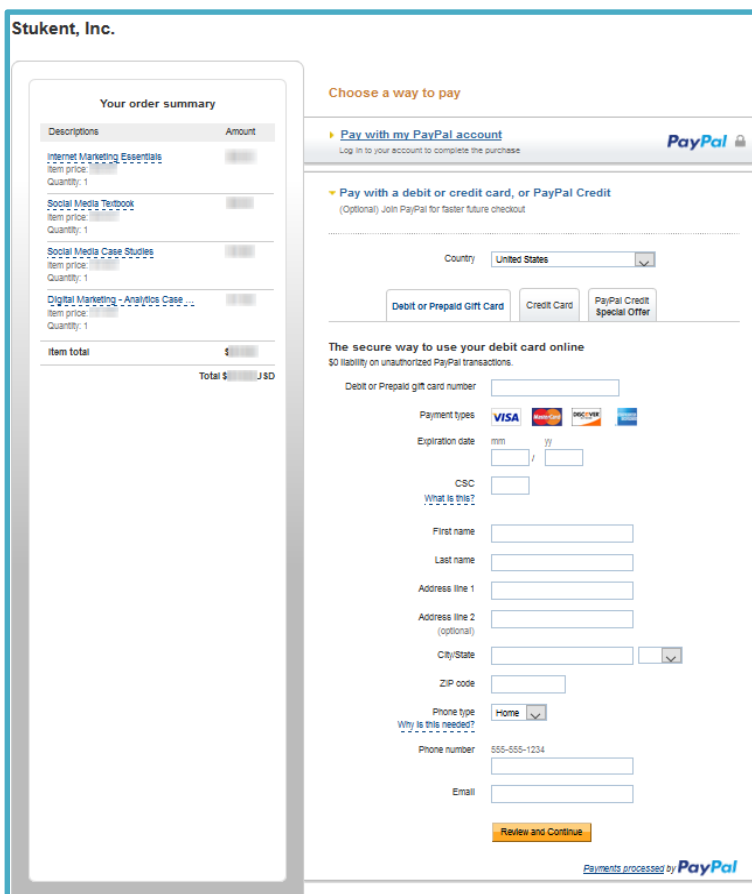 Stukent, Inc.
Your order summary
Descriptions Amount
Internet Marketing Essentials
Item price:
Quantity: 1
Social Media Textbook
Item price:
Quantity: 1
Social Media Case Studies
Item price:
Quantity: 1
Digital Marketing - Analytics Case ...
Item price:
Quantity: 1
Item total $
Total $ USD
Choose a way to pay
Pay with my PayPal account
Log in to your account to complete the purchase
PayPal
Pay with a debit or credit card, or PayPal Credit
(Optional) Join PayPal for faster future checkout
Country United States
Debit or Prepaid Gift Card
Credit Card
PayPal Credit
Special Offer
The secure way to use your debit card online
$0 liability on unauthorized PayPal transactions.
Debit or Prepaid gift card number
Payment types VISA MasterCard DISCOVER
Expiration date mm yy
/
CSC
What is this?
First name
Last name
Address line 1
Address line 2
(optional)
City/State
ZIP code
Phone type Home
Why is this needed?
Phone number 555-555-1234
Email
Review and Continue
Payments processed by PayPal